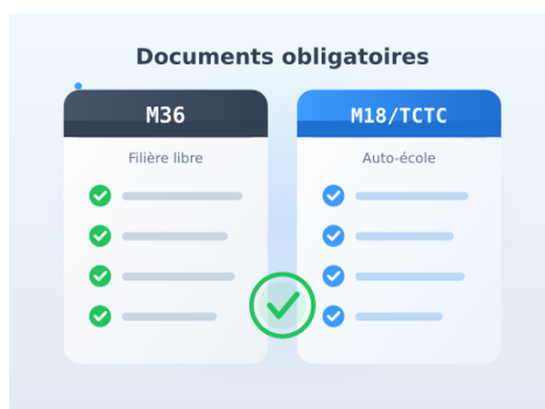 Documents obligatoires
M36
Filière libre
M18/TCTC
Auto-école